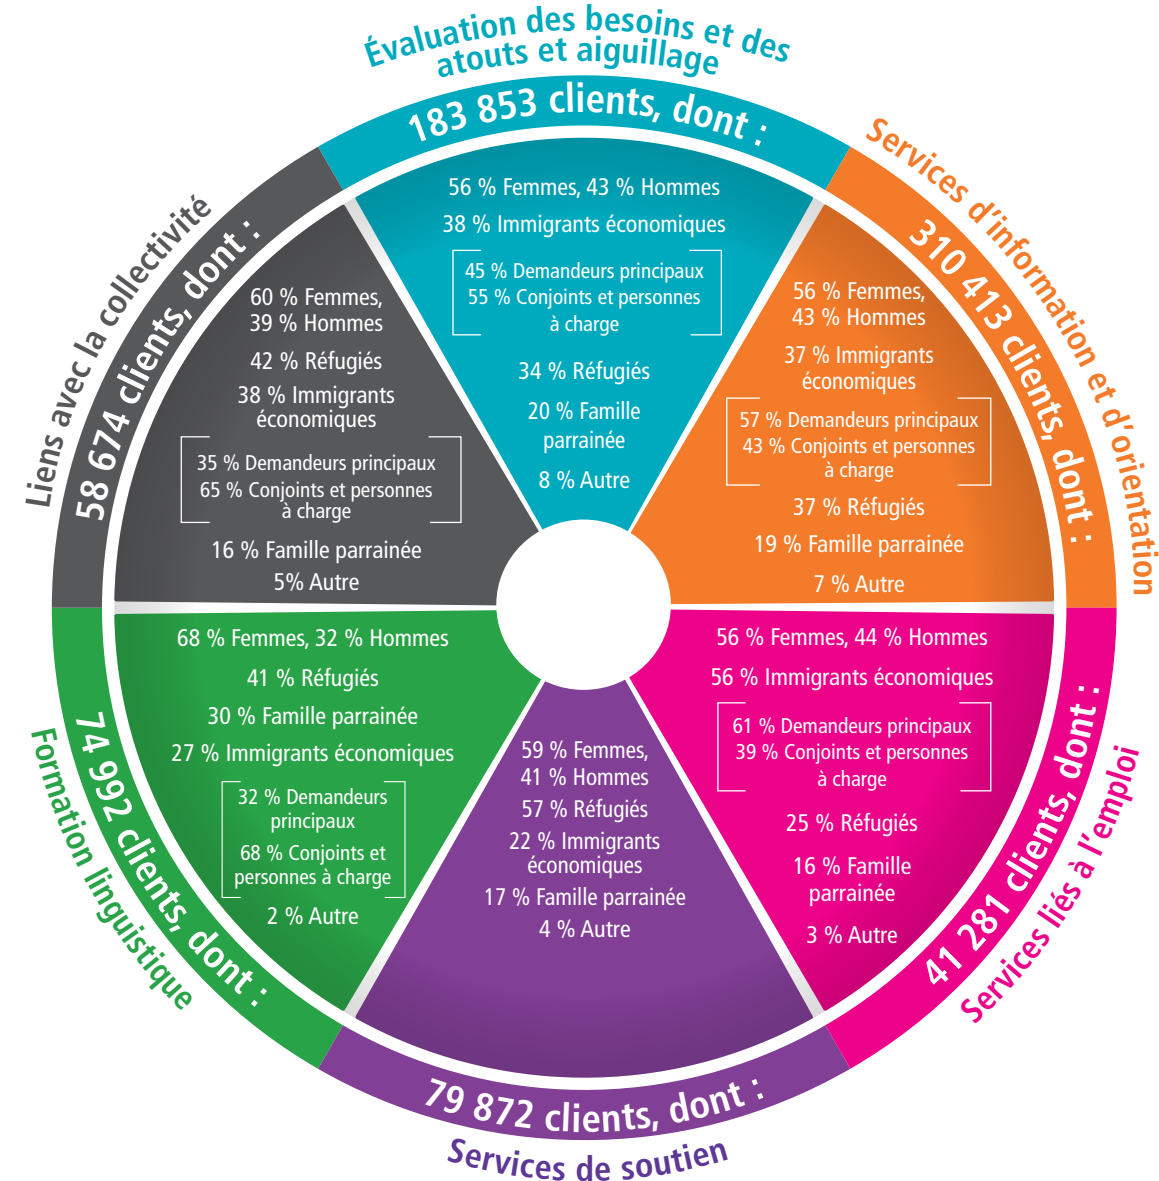 Évaluation des besoins et des
atouts et aiguillage
183 853 clients, dont :
56 % Femmes, 43 % Hommes
38 % Immigrants économiques
45 % Demandeurs principaux
55 % Conjoints et personnes
à charge
34 % Réfugiés
20 % Famille
parrainée
8 % Autre
Services d'information et d'orientation
310 413 clients, dont :
56 % Femmes,
43 % Hommes
37 % Immigrants
économiques
57 % Demandeurs principaux
43 % Conjoints et personnes
à charge
37 % Réfugiés
19 % Famille parrainée
7 % Autre
Services liés à l'emploi
41 281 clients, dont :
56 % Femmes, 44 % Hommes
56 % Immigrants économiques
61 % Demandeurs principaux
39 % Conjoints et personnes
à charge
25 % Réfugiés
16 % Famille
parrainée
3 % Autre
59 % Femmes,
41 % Hommes
57 % Réfugiés
22 % Immigrants
économiques
17 % Famille parrainée
4 % Autre
79 872 clients, dont :
Services de soutien
Formation linguistique
74 992 clients, dont :
68 % Femmes, 32 % Hommes
41 % Réfugiés
30 % Famille parrainée
27 % Immigrants économiques
32 % Demandeurs
principaux
68 % Conjoints et
personnes à charge
2 % Autre
Liens avec la collectivité
58 674 clients, dont :
60 % Femmes,
39 % Hommes
42 % Réfugiés
38 % Immigrants
économiques
35 % Demandeurs principaux
65 % Conjoints et personnes
à charge
16 % Famille parrainée
5% Autre